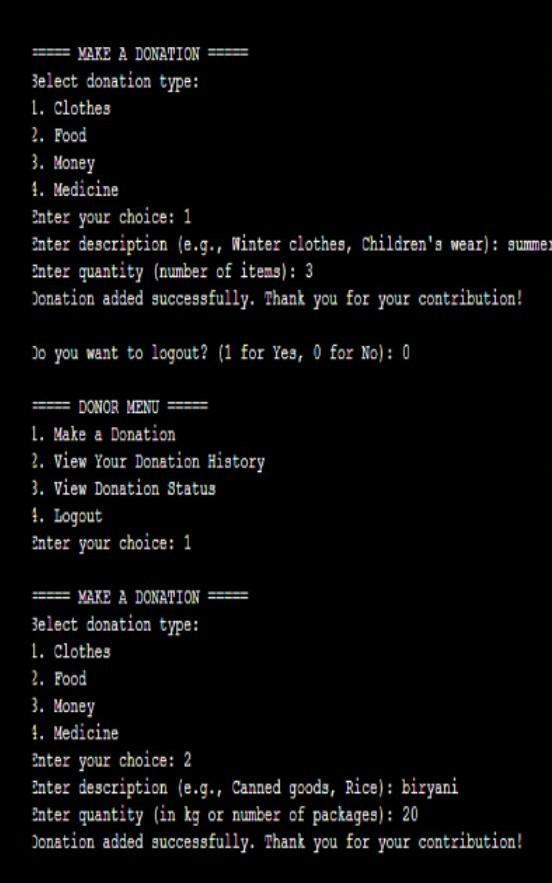 ===== MAKE A DONATION =====
Select donation type:
1. Clothes
2. Food
3. Money
4. Medicine
Enter your choice: 1
Enter description (e.g., Winter clothes, Children's wear): summer
Enter quantity (number of items): 3
Donation added successfully. Thank you for your contribution!
Do you want to logout? (1 for Yes, 0 for No): 0
===== DONOR MENU =====
1. Make a Donation
2. View Your Donation History
3. View Donation Status
4. Logout
Enter your choice: 1
===== MAKE A DONATION =====
Select donation type:
1. Clothes
2. Food
3. Money
4. Medicine
Enter your choice: 2
Enter description (e.g., Canned goods, Rice): biryani
Enter quantity (in kg or number of packages): 20
Donation added successfully. Thank you for your contribution!